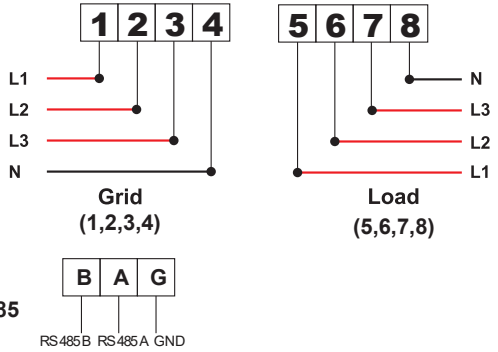 1 2 3 4
L1
L2
L3
N
Grid
(1,2,3,4)
5 6 7 8
N
L3
L2
L1
Load
(5,6,7,8)
B A G
85
RS485B RS485A GND